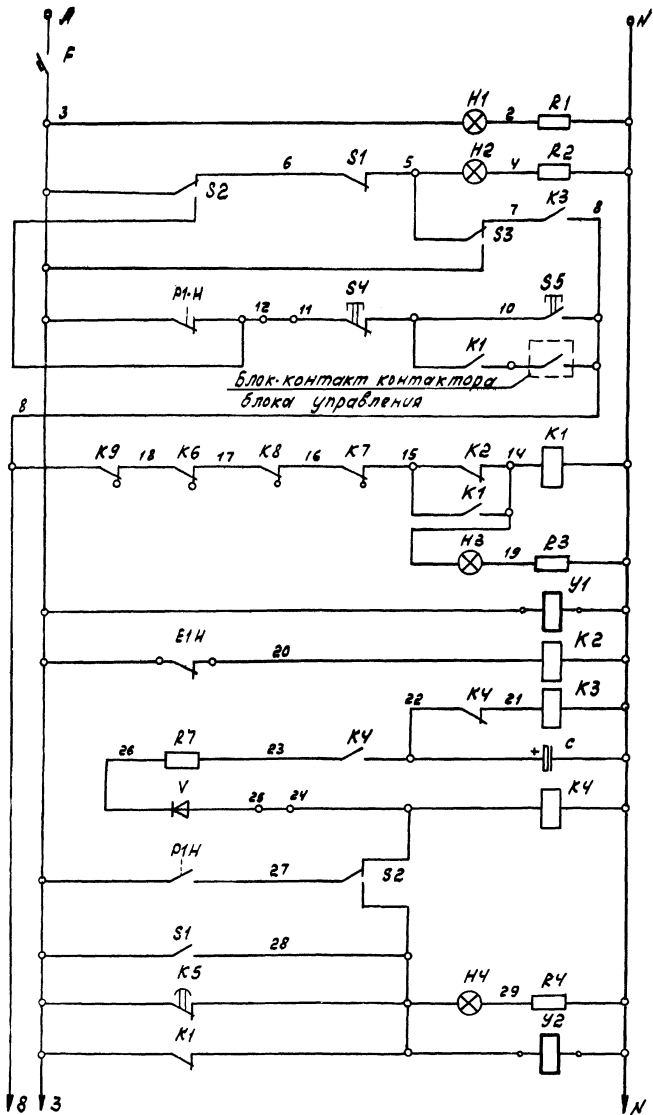 А N
F
3 H1 2 R1
6 S1 5 H2 4 R2
S2
7 K3 8
S3
P1-H 12 11 S4 10 S5
K1
Блок-контакт контактора
блока управления
8
K9 18 K6 17 K8 16 K7 15 K2 14 K1
K1
H3 19 R3
У1
E1H 20 K2
22 K4 21 K3
26 R7 23 K4 + C
V 25 24 K4
P1H 27 S2
S1 28
K5 H4 29 R4
K1 У2
8 3 N